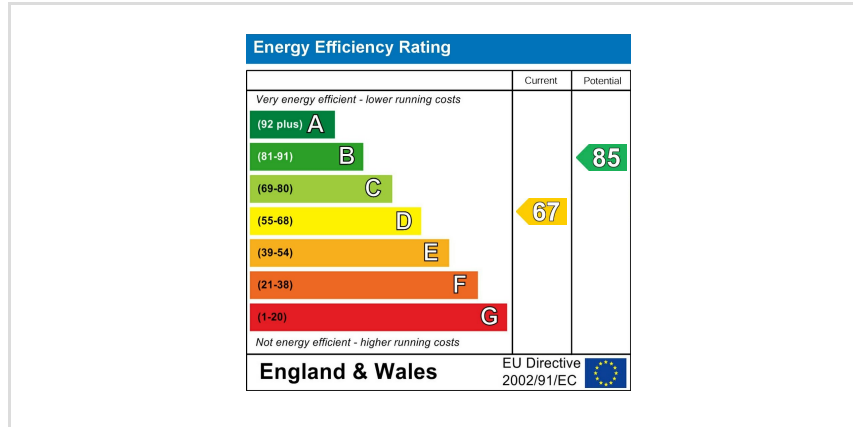 Energy Efficiency Rating
Current Potential
Very energy efficient - lower running costs
(92 plus) A
(81-91) B
85
(69-80) C
(55-68) D
67
(39-54) E
(21-38) F
(1-20) G
Not energy efficient - higher running costs
England & Wales
EU Directive
2002/91/EC